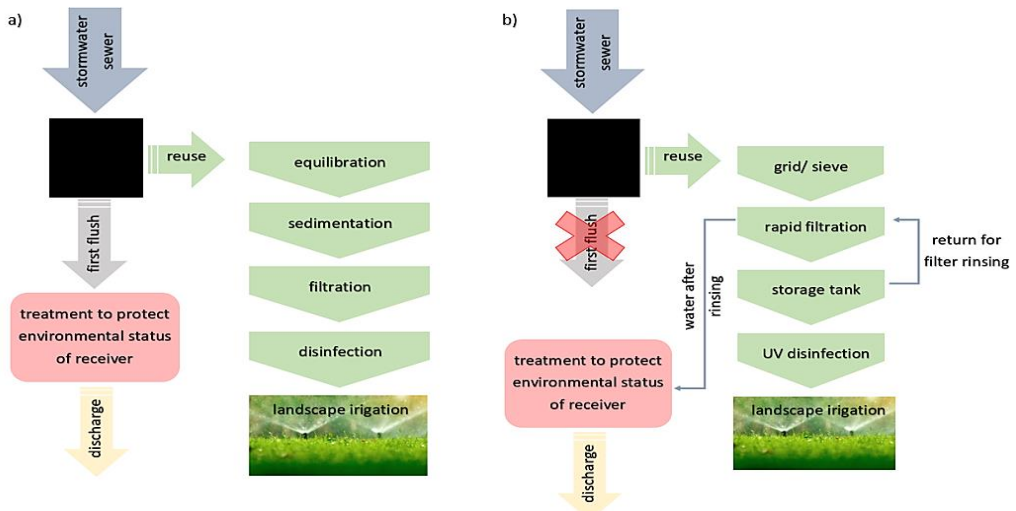 a)
stormwater
sewer
reuse
first flush
treatment to protect
environmental status
of receiver
discharge
equilibration
sedimentation
filtration
disinfection
landscape irigation
b)
stormwater
sewer
reuse
first flush
grid/ sieve
rapid filtration
storage tank
UV disinfection
landscape irigation
return for
filter rinsing
water after
rinsing
treatment to protect
environmental status
of receiver
discharge